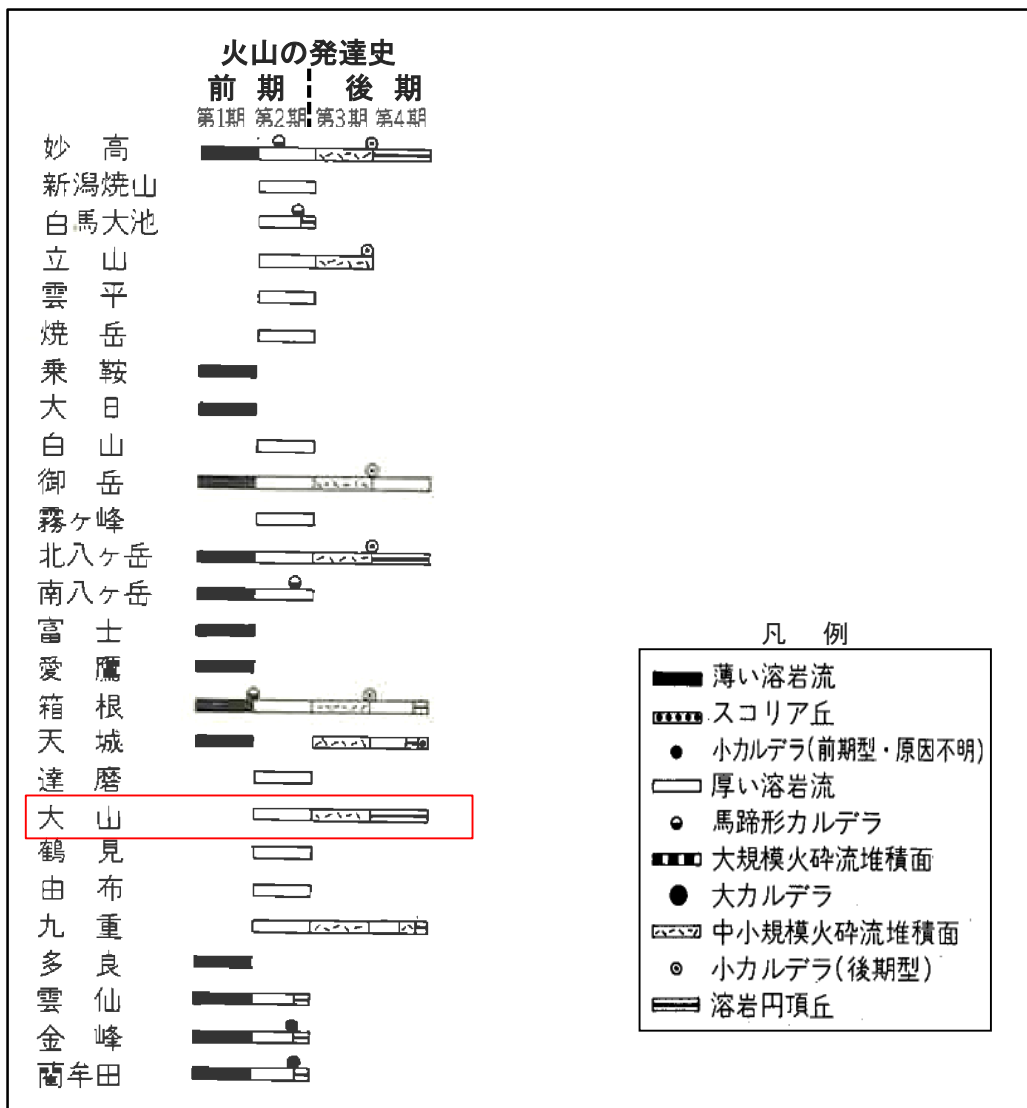 火山の発達史
前 期 後 期
第1期 第2期 第3期 第4期
妙 高
新潟焼山
白馬大池
立 山
雲 平
焼 岳
乗 鞍
大 日
白 山
御 岳
霧ヶ峰
北八ヶ岳
南八ヶ岳
富 士
愛 鷹
箱 根
天 城
達 磨
大 山
鶴 見
由 布
九 重
多 良
雲 仙
金 峰
藺牟田
凡 例
薄い溶岩流
スコリア丘
小カルデラ(前期型・原因不明)
厚い溶岩流
馬蹄形カルデラ
大規模火砕流堆積面
大カルデラ
中小規模火砕流堆積面
小カルデラ(後期型)
溶岩円頂丘